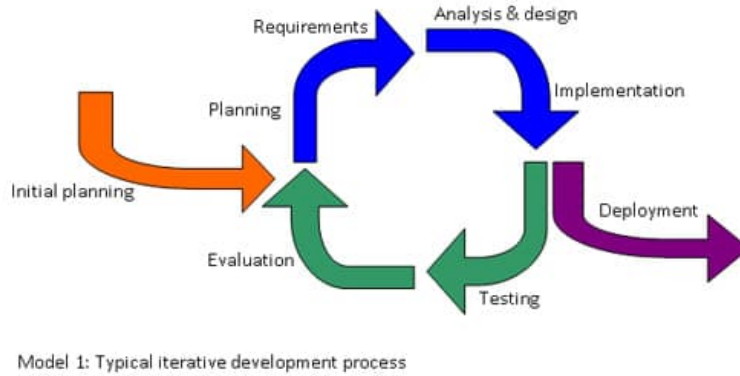 Analysis & design
Requirements
Implementation
Planning
Initial planning
Deployment
Evaluation
Testing
Model 1: Typical iterative development process